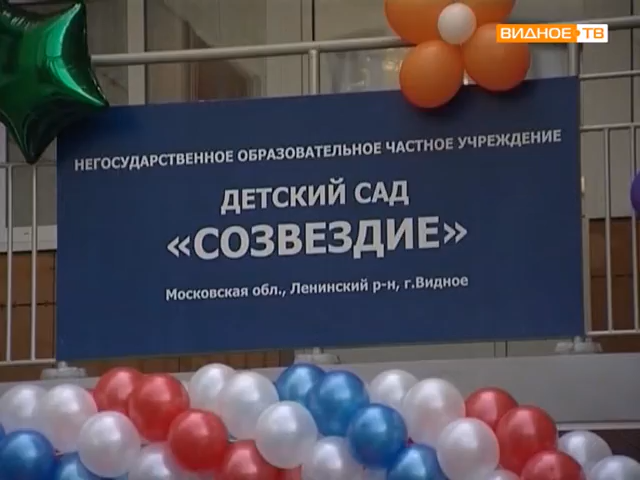 ВИДНОЕ ТВ
НЕГОСУДАРСТВЕННОЕ ОБРАЗОВАТЕЛЬНОЕ ЧАСТНОЕ УЧРЕЖДЕНИЕ
ДЕТСКИЙ САД
«СОЗВЕЗДИЕ»
Московская обл., Ленинский р-н, г.Видное